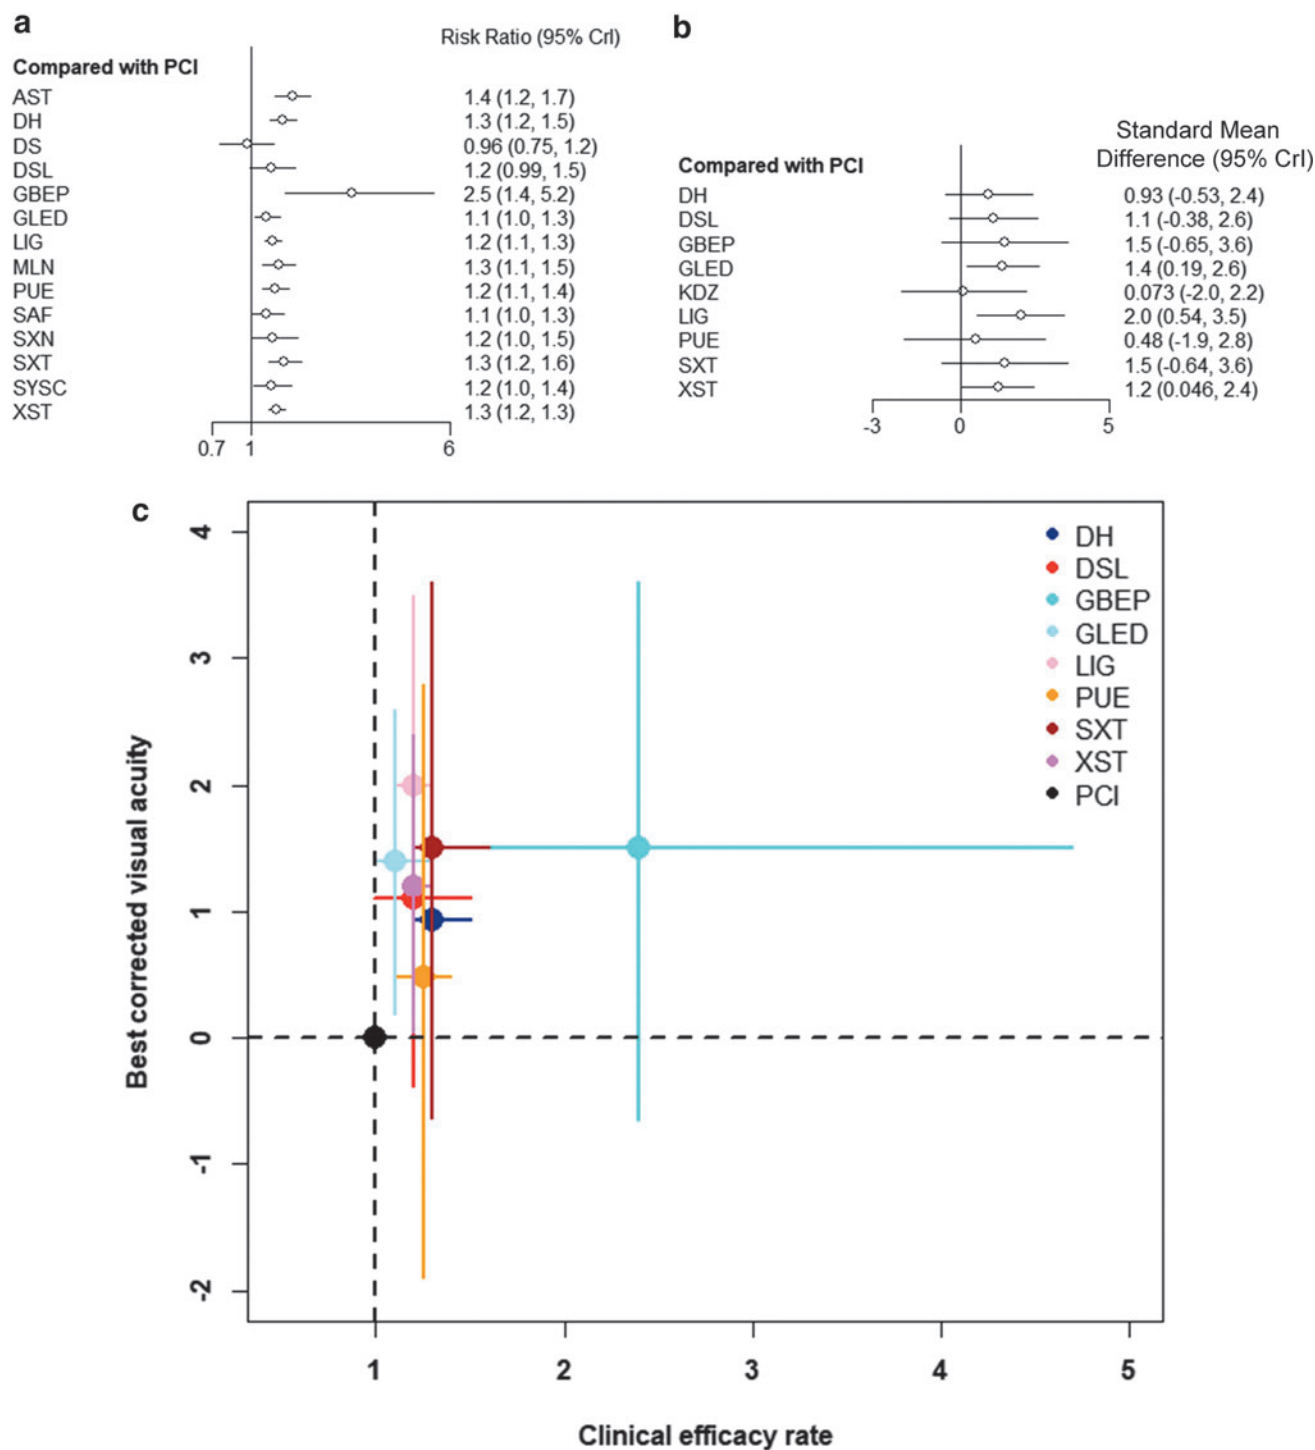 a
Risk Ratio (95% CrI)
Compared with PCI
AST 1.4 (1.2, 1.7)
DH 1.3 (1.2, 1.5)
DS 0.96 (0.75, 1.2)
DSL 1.2 (0.99, 1.5)
GBEP 2.5 (1.4, 5.2)
GLED 1.1 (1.0, 1.3)
LIG 1.2 (1.1, 1.3)
MLN 1.3 (1.1, 1.5)
PUE 1.2 (1.1, 1.4)
SAF 1.1 (1.0, 1.3)
SXN 1.2 (1.0, 1.5)
SXT 1.3 (1.2, 1.6)
SYSC 1.2 (1.0, 1.4)
XST 1.3 (1.2, 1.3)
0.7 1 6
b
Standard Mean
Difference (95% CrI)
Compared with PCI
DH 0.93 (-0.53, 2.4)
DSL 1.1 (-0.38, 2.6)
GBEP 1.5 (-0.65, 3.6)
GLED 1.4 (0.19, 2.6)
KDZ 0.073 (-2.0, 2.2)
LIG 2.0 (0.54, 3.5)
PUE 0.48 (-1.9, 2.8)
SXT 1.5 (-0.64, 3.6)
XST 1.2 (0.046, 2.4)
-3 0 5
c
Best corrected visual acuity
4
3
2
1
0
-1
-2
DH
DSL
GBEP
GLED
LIG
PUE
SXT
XST
PCI
1 2 3 4 5
Clinical efficacy rate